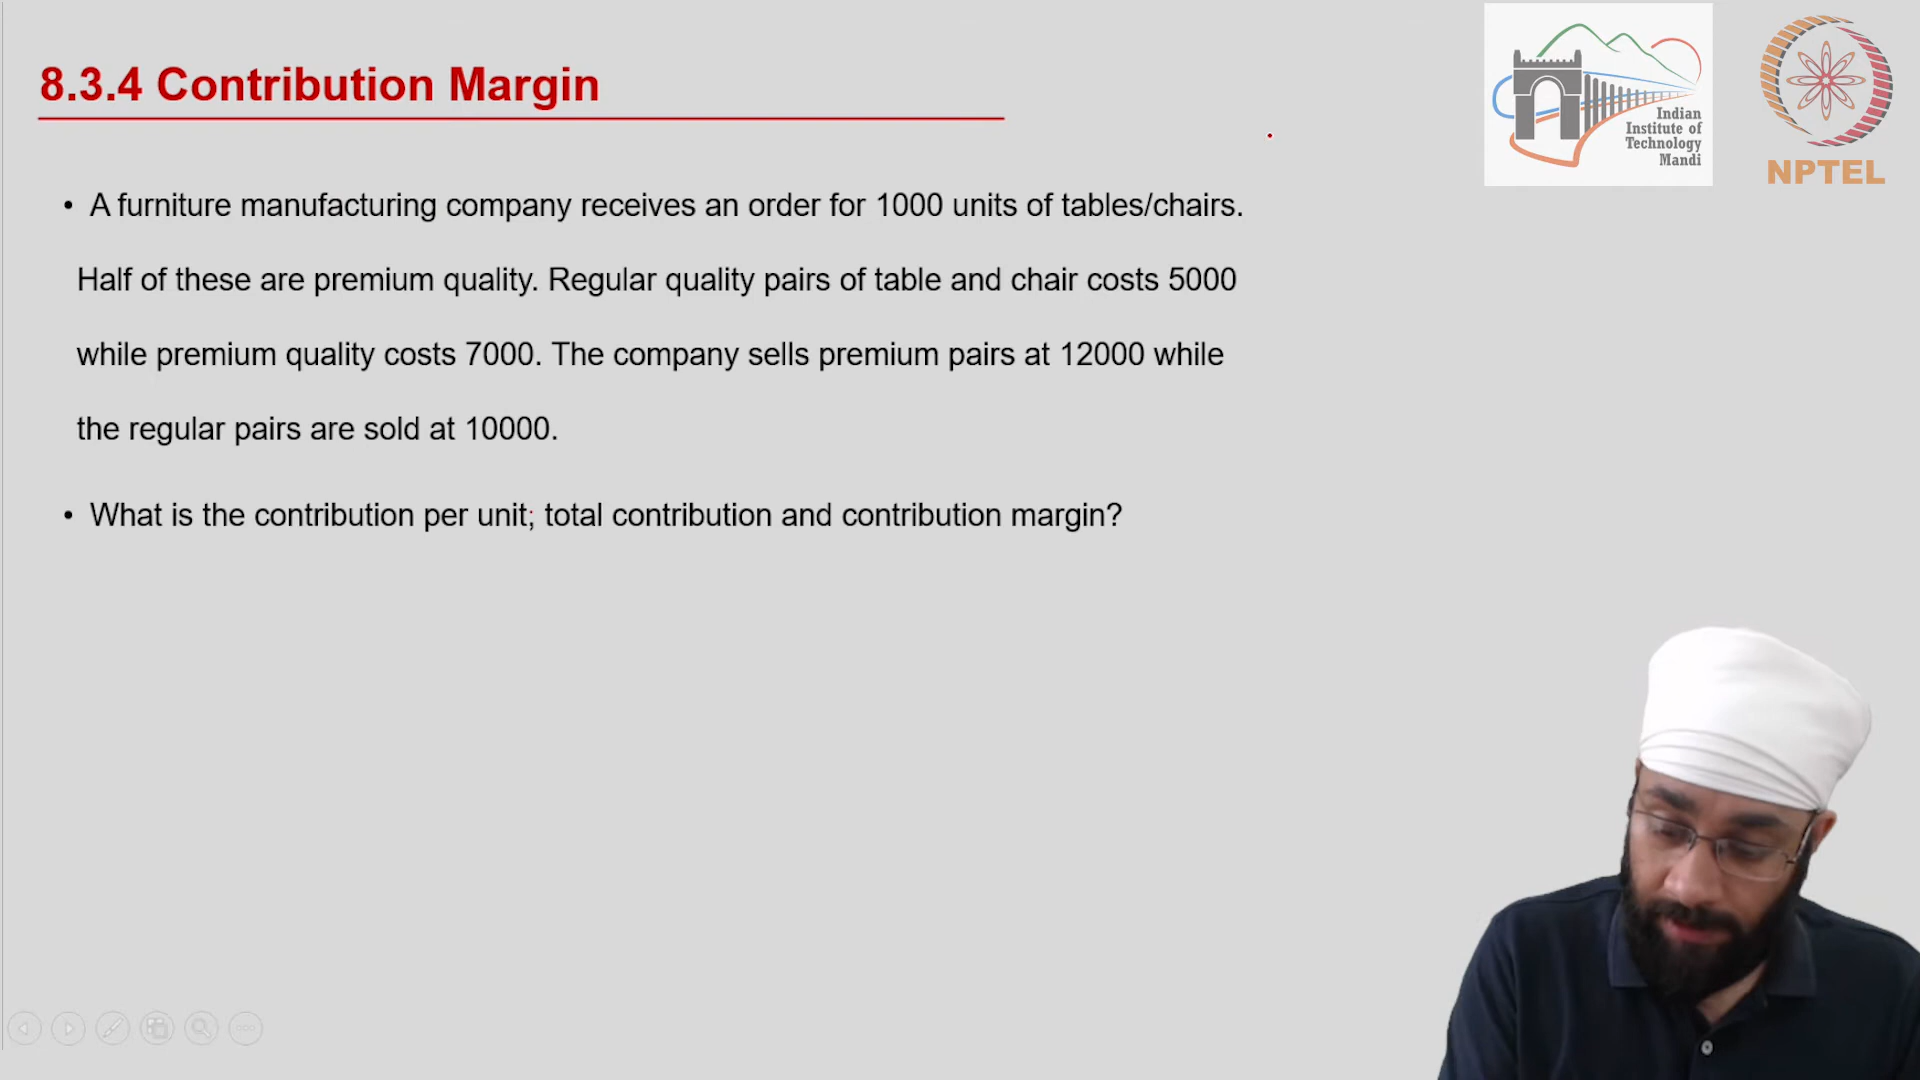 8.3.4 Contribution Margin
Indian
Institute of
Technology
Mandi
NPTEL
• A furniture manufacturing company receives an order for 1000 units of tables/chairs.
Half of these are premium quality. Regular quality pairs of table and chair costs 5000
while premium quality costs 7000. The company sells premium pairs at 12000 while
the regular pairs are sold at 10000.
• What is the contribution per unit; total contribution and contribution margin?